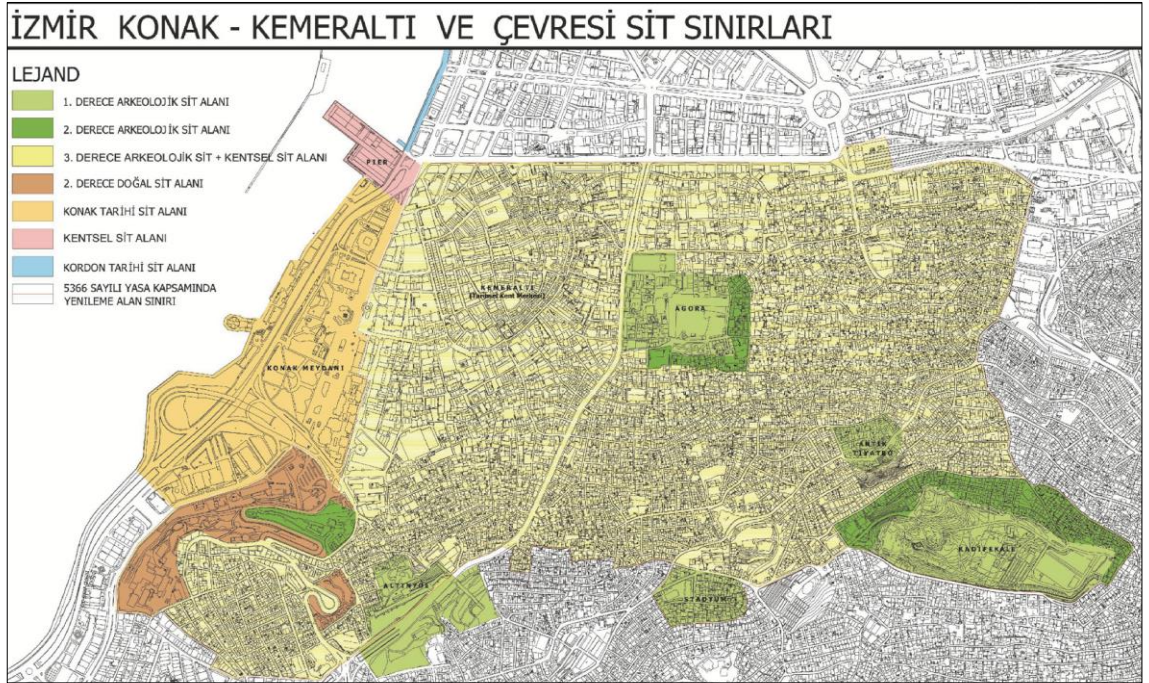 İZMİR KONAK - KEMERALTI VE ÇEVRESİ SİT SINIRLARI
LEJAND
1. DERECE ARKEOLOJİK SİT ALANI
2. DERECE ARKEOLOJİK SİT ALANI
3. DERECE ARKEOLOJİK SİT + KENTSEL SİT ALANI
2. DERECE DOĞAL SİT ALANI
KONAK TARİHİ SİT ALANI
KENTSEL SİT ALANI
KORDON TARİHİ SİT ALANI
5366 SAYILI YASA KAPSAMINDA
YENİLEME ALAN SINIRI
PIER
KEMERALTI
(Tarihsel Kent Merkezi)
AGORA
KONAK MEYDANI
ANTİK
TİYATRO
KADİFEKALE
ALTINYOL
STADYUM